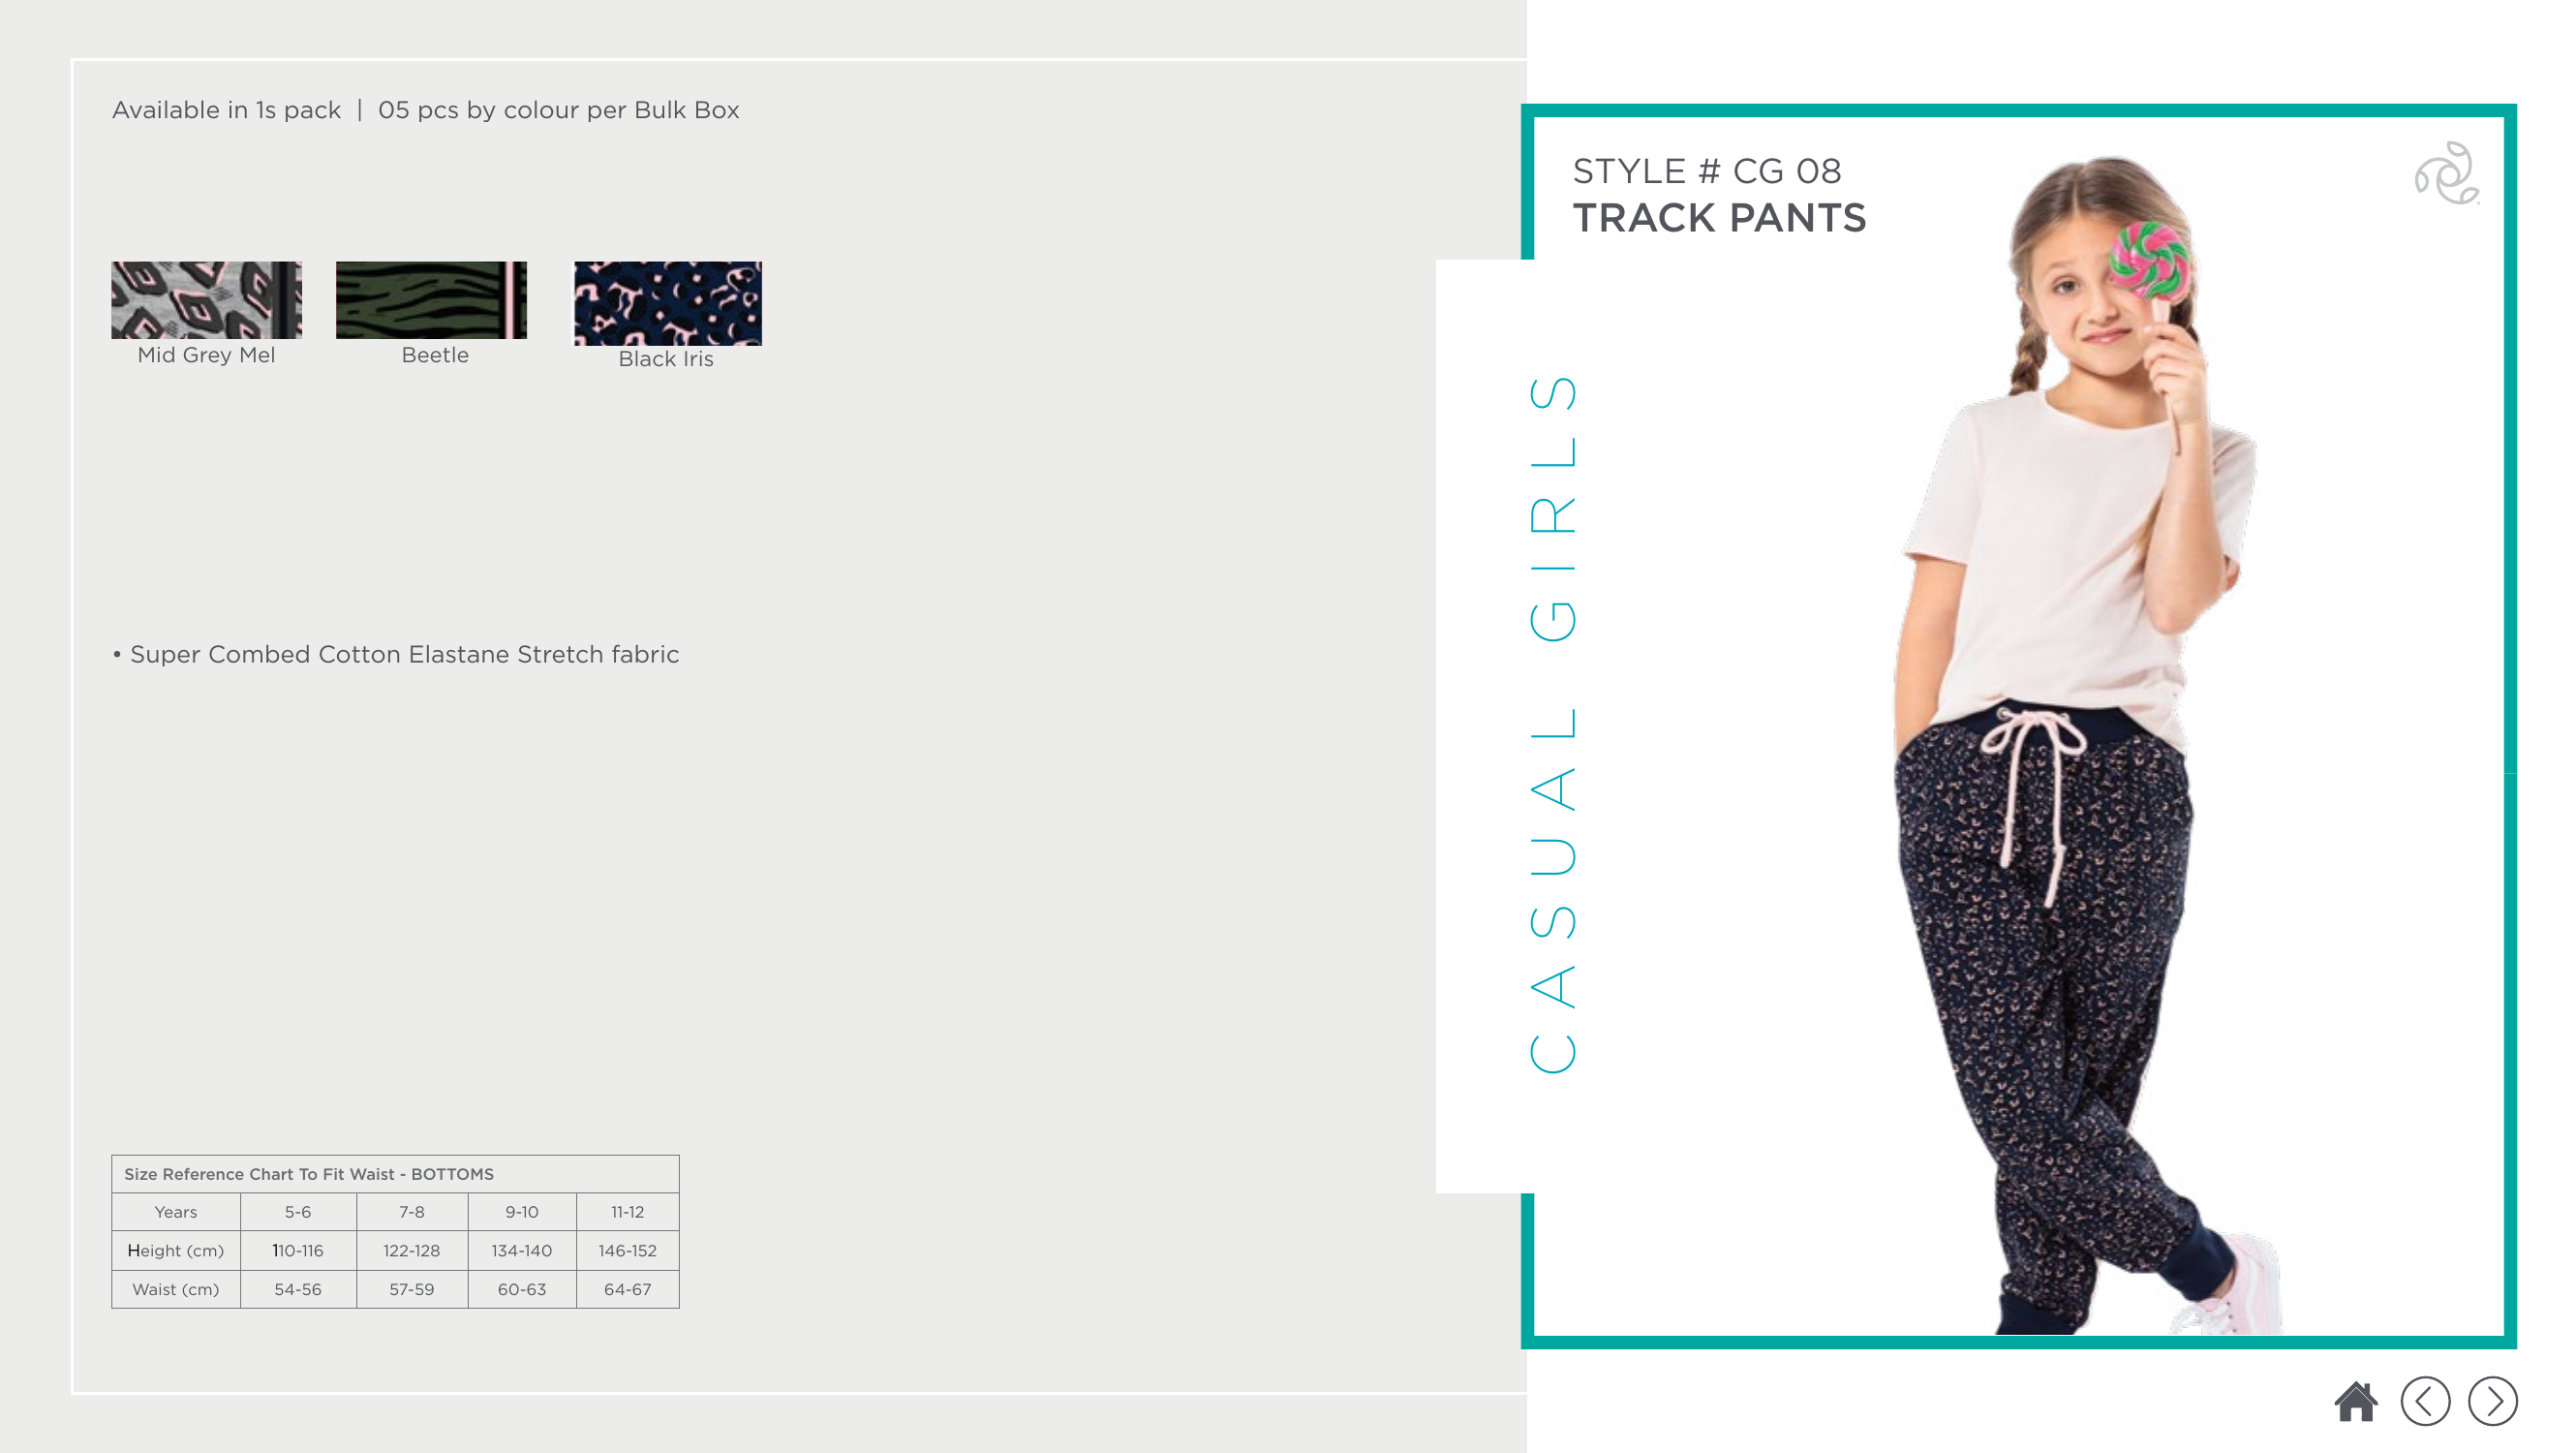 Available in 1s pack | 05 pcs by colour per Bulk Box
Mid Grey Mel
Beetle
Black Iris
• Super Combed Cotton Elastane Stretch fabric
Size Reference Chart To Fit Waist - BOTTOMS
Years 5-6 7-8 9-10 11-12
Height (cm) 110-116 122-128 134-140 146-152
Waist (cm) 54-56 57-59 60-63 64-67
STYLE # CG 08
TRACK PANTS
CASUAL GIRLS